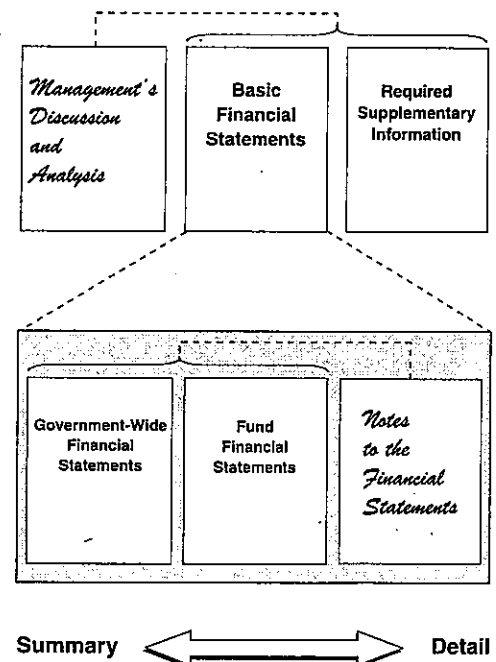 Management's
Discussion
and
Analysis
Basic
Financial
Statements
Required
Supplementary
Information
Government-Wide
Financial
Statements
Fund
Financial
Statements
Notes
to the
Financial
Statements
Summary
Detail